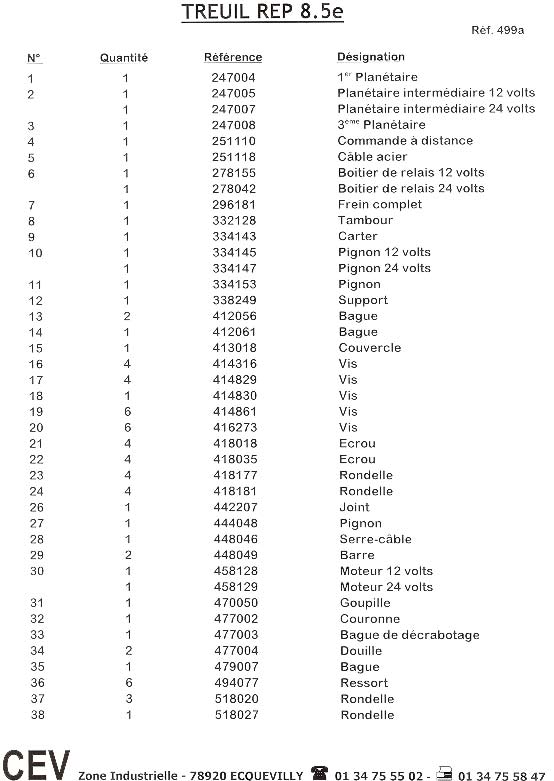 TREUIL REP 8.5e
Réf. 499a
N° Quantité Référence Désignation
1 1 247004 1er Planétaire
2 1 247005 Planétaire intermédiaire 12 volts
1 247007 Planétaire intermédiaire 24 volts
3 1 247008 3eme Planétaire
4 1 251110 Commande à distance
5 1 251118 Câble acier
6 1 278155 Boitier de relais 12 volts
1 278042 Boitier de relais 24 volts
7 1 296181 Frein complet
8 1 332128 Tambour
9 1 334143 Carter
10 1 334145 Pignon 12 volts
1 334147 Pignon 24 volts
11 1 334153 Pignon
12 1 338249 Support
13 2 412056 Bague
14 1 412061 Bague
15 1 413018 Couvercle
16 4 414316 Vis
17 4 414829 Vis
18 1 414830 Vis
19 6 414861 Vis
20 6 416273 Vis
21 4 418018 Ecrou
22 4 418035 Ecrou
23 4 418177 Rondelle
24 4 418181 Rondelle
26 1 442207 Joint
27 1 444048 Pignon
28 1 448046 Serre-câble
29 2 448049 Barre
30 1 458128 Moteur 12 volts
1 458129 Moteur 24 volts
31 1 470050 Goupille
32 1 477002 Couronne
33 1 477003 Bague de décrabotage
34 2 477004 Douille
35 1 479007 Bague
36 6 494077 Ressort
37 3 518020 Rondelle
38 1 518027 Rondelle
CEV Zone Industrielle - 78920 ECQUEVILLY ☎ 01 34 75 55 02 - 01 34 75 58 47